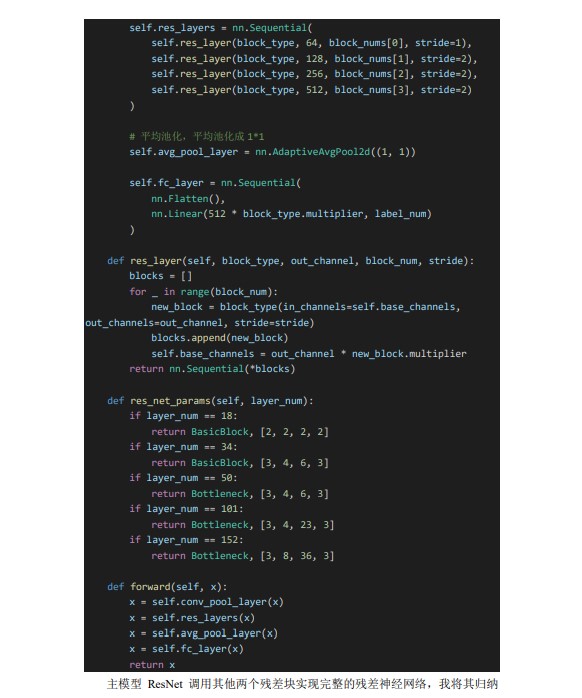 self.res_layers = nn.Sequential(
self.res_layer(block_type, 64, block_nums[0], stride=1),
self.res_layer(block_type, 128, block_nums[1], stride=2),
self.res_layer(block_type, 256, block_nums[2], stride=2),
self.res_layer(block_type, 512, block_nums[3], stride=2)
)
# 平均池化，平均池化成 1*1
self.avg_pool_layer = nn.AdaptiveAvgPool2d((1, 1))
self.fc_layer = nn.Sequential(
nn.Flatten(),
nn.Linear(512 * block_type.multiplier, label_num)
)
def res_layer(self, block_type, out_channel, block_num, stride):
blocks = []
for _ in range(block_num):
new_block = block_type(in_channels=self.base_channels,
out_channels=out_channel, stride=stride)
blocks.append(new_block)
self.base_channels = out_channel * new_block.multiplier
return nn.Sequential(*blocks)
def res_net_params(self, layer_num):
if layer_num == 18:
return BasicBlock, [2, 2, 2, 2]
if layer_num == 34:
return BasicBlock, [3, 4, 6, 3]
if layer_num == 50:
return Bottleneck, [3, 4, 6, 3]
if layer_num == 101:
return Bottleneck, [3, 4, 23, 3]
if layer_num == 152:
return Bottleneck, [3, 8, 36, 3]
def forward(self, x):
x = self.conv_pool_layer(x)
x = self.res_layers(x)
x = self.avg_pool_layer(x)
x = self.fc_layer(x)
return x
主模型 ResNet 调用其他两个残差块实现完整的残差神经网络，我将其归纳